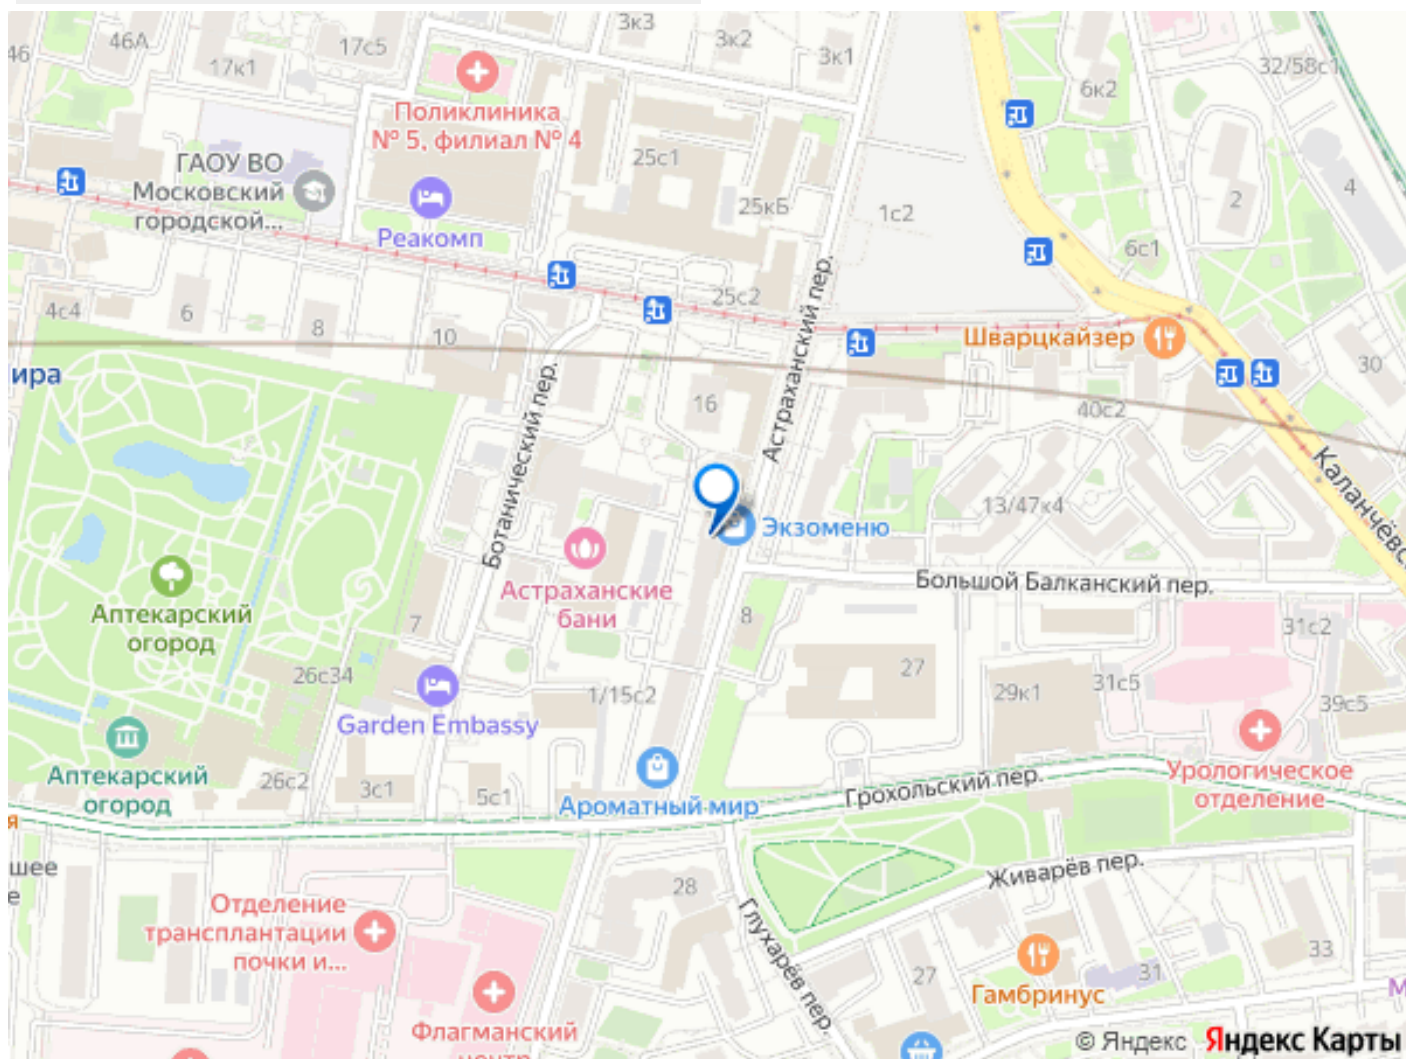 3к3
3к2
3к1
46
46А
17с5
17к1
32/58с1
6к2
Поликлиника
№ 5, филиал № 4
ГАОУ ВО
Московский
городской...
25с1
25кБ
1с2
2
4
Реакомп
6с1
25с2
Астраханский пер.
4с4
6
8
10
Шварцкайзер
30
ира
16
40с2
Ботанический пер.
Каланчёвс
13/47к4
Экзоменю
Астраханские
бани
Большой Балканский пер.
Аптекарский
огород
7
8
31с2
26с34
27
31с5
29к1
39с5
1/15с2
Garden Embassy
Урологическое
отделение
Аптекарский
огород
26с2
3с1
5с1
Ароматный мир
Грохольский пер.
я
шее
е
28
Живарёв пер.
Отделение
трансплантации
почки и...
Глухарёв пер.
33
27
31
Гамбринус
М
Флагманский
центр
© Яндекс Яндекс Карты